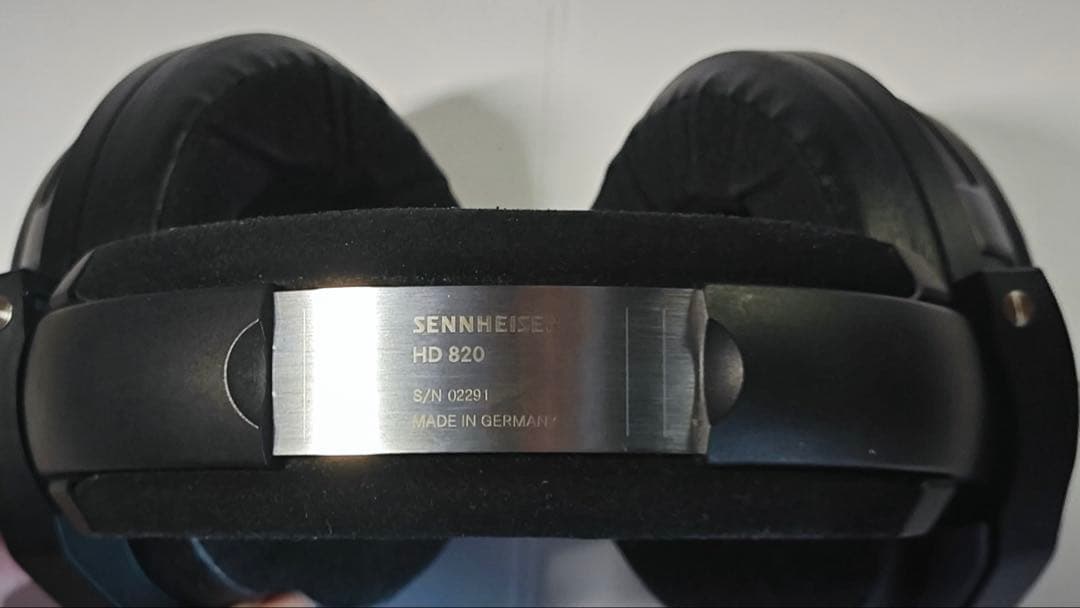 SENNHEISER
HD 820
S/N 02291
MADE IN GERMANY